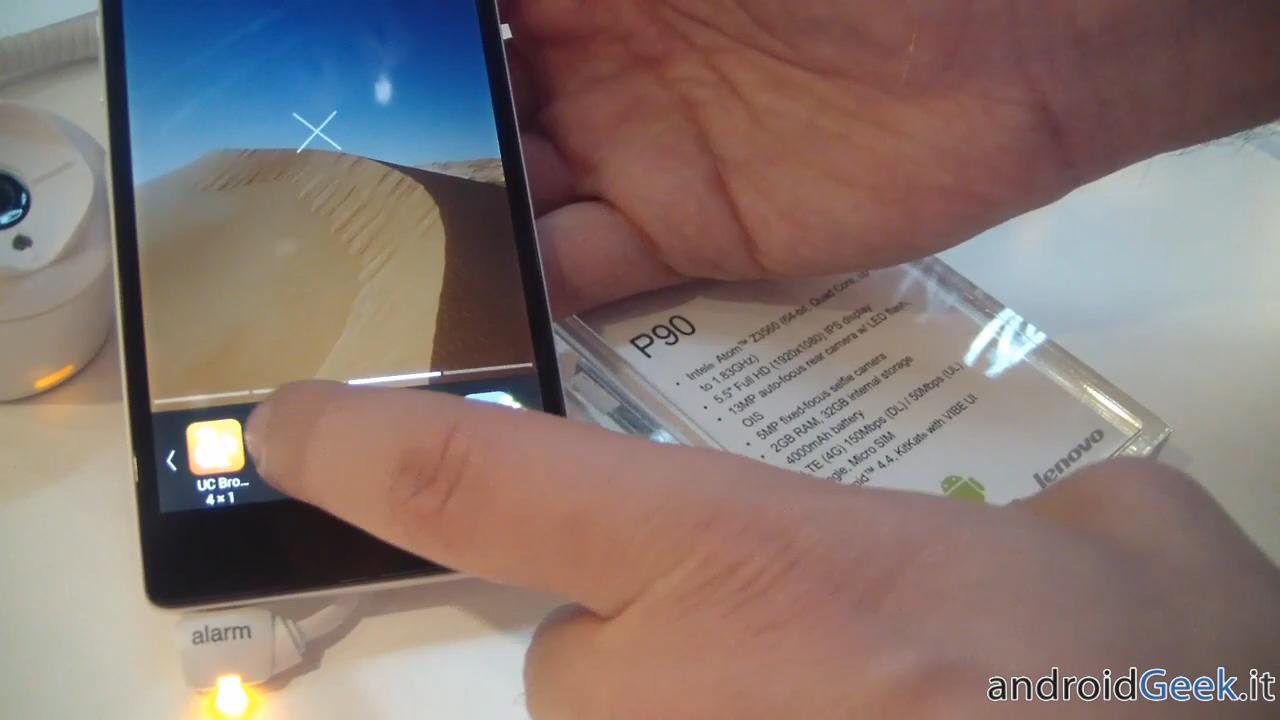 P90
• Intel® Atom™ Z3560 (64-bit, Quad Core,
to 1.83GHz)
• 5.5" Full HD (1920x1080) IPS display
• 13MP auto-focus rear camera w/ LED flash,
OIS
• 5MP fixed-focus selfie camera
• 2GB RAM, 32GB internal storage
4000mAh battery
LTE (4G) 150Mbps (DL) / 50Mbps (UL)
Micro SIM
4.4, KitKat® with VIBE UI
lenovo
UC Bro...
4 × 1
alarm
androidGeek.it